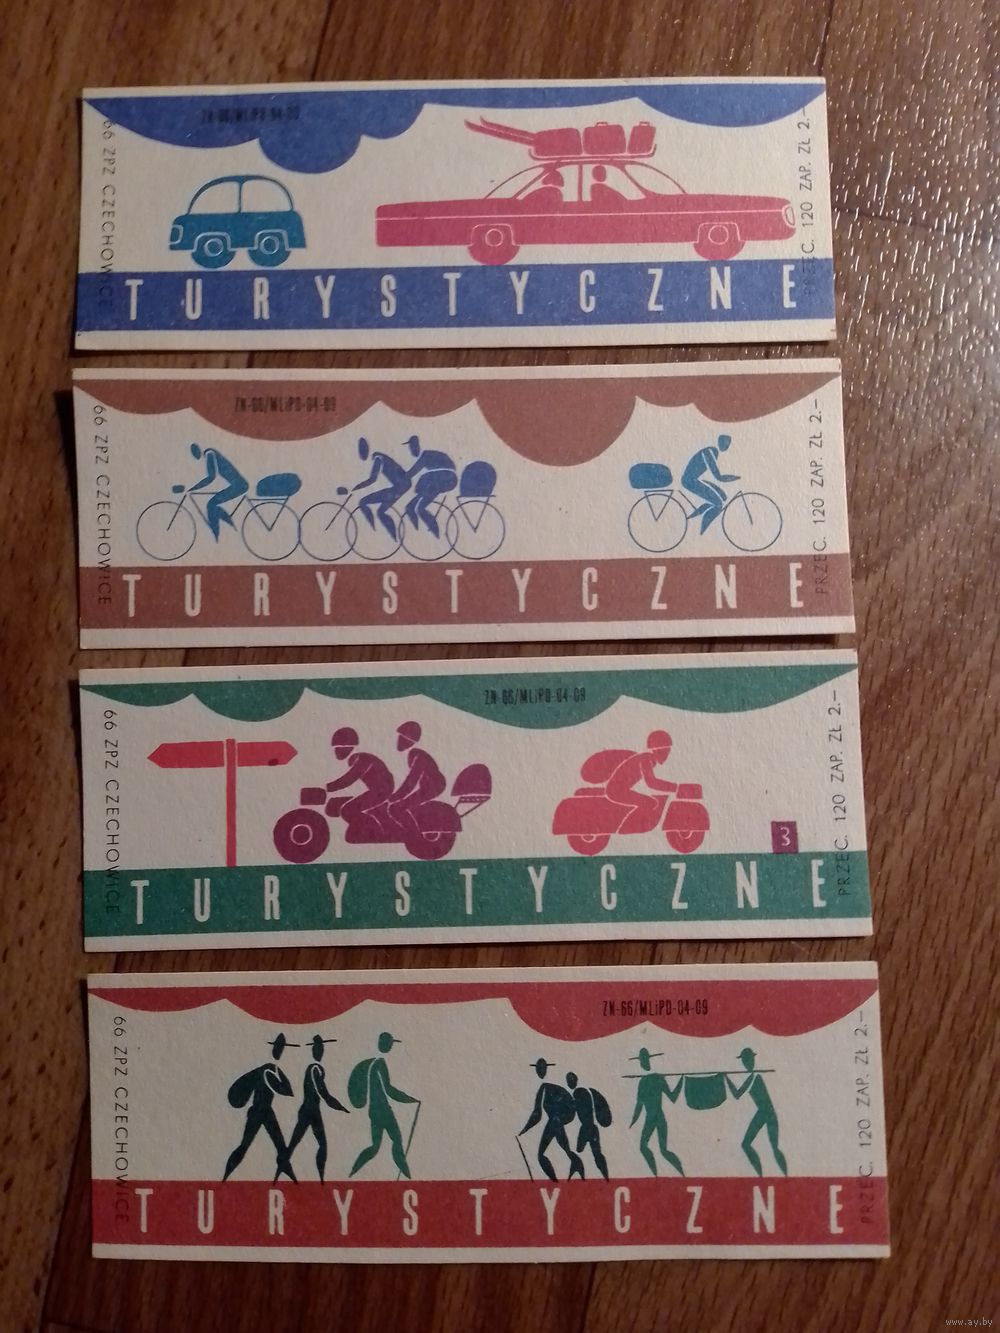 ZN-66/MLiPD-04-09
66 ZPZ CZECHOWICE
PRZEC. 120 ZAP. ZŁ 2.-
TURYSTYCZNE
ZN-66/MLiPD-04-09
66 ZPZ CZECHOWICE
PRZEC. 120 ZAP. ZŁ 2.-
TURYSTYCZNE
ZN-66/MLiPD-04-09
66 ZPZ CZECHOWICE
PRZEC. 120 ZAP. ZŁ 2.-
3
TURYSTYCZNE
ZN-66/MLiPD-04-09
66 ZPZ CZECHOWICE
PRZEC. 120 ZAP. ZŁ 2.-
TURYSTYCZNE
www.ay.by